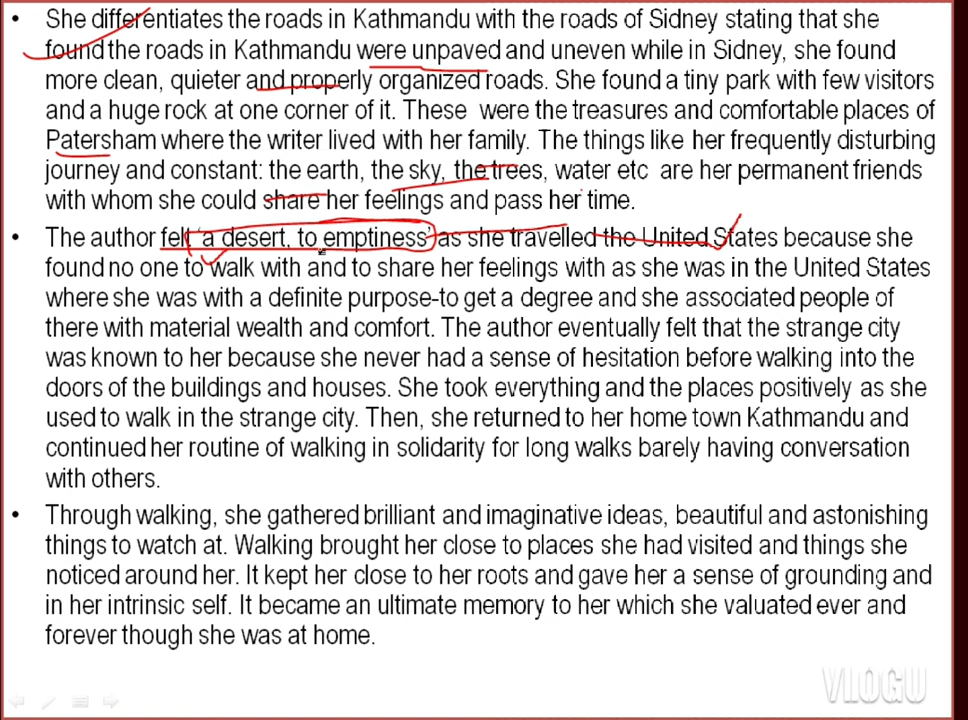 • She differentiates the roads in Kathmandu with the roads of Sidney stating that she
found the roads in Kathmandu were unpaved and uneven while in Sidney, she found
more clean, quieter and properly organized roads. She found a tiny park with few visitors
and a huge rock at one corner of it. These were the treasures and comfortable places of
Patersham where the writer lived with her family. The things like her frequently disturbing
journey and constant: the earth, the sky, the trees, water etc are her permanent friends
with whom she could share her feelings and pass her time.
• The author felt 'a desert, to emptiness' as she travelled the United States because she
found no one to walk with and to share her feelings with as she was in the United States
where she was with a definite purpose-to get a degree and she associated people of
there with material wealth and comfort. The author eventually felt that the strange city
was known to her because she never had a sense of hesitation before walking into the
doors of the buildings and houses. She took everything and the places positively as she
used to walk in the strange city. Then, she returned to her home town Kathmandu and
continued her routine of walking in solidarity for long walks barely having conversation
with others.
• Through walking, she gathered brilliant and imaginative ideas, beautiful and astonishing
things to watch at. Walking brought her close to places she had visited and things she
noticed around her. It kept her close to her roots and gave her a sense of grounding and
in her intrinsic self. It became an ultimate memory to her which she valuated ever and
forever though she was at home.
VLOGU